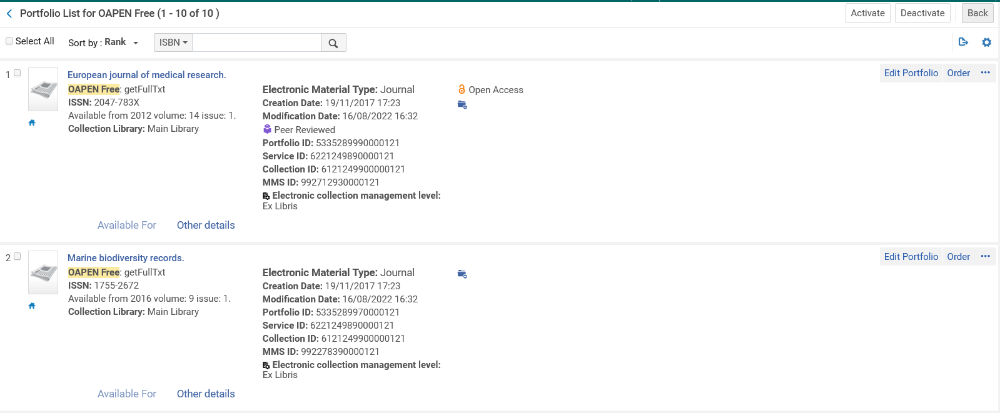 Portfolio List for OAPEN Free (1 - 10 of 10 )
Activate
Deactivate
Back
Select All
Sort by : Rank
ISBN
1
European journal of medical research.
OAPEN Free: getFullTxt
ISSN: 2047-783X
Available from 2012 volume: 14 issue: 1.
Collection Library: Main Library
Electronic Material Type: Journal
Creation Date: 19/11/2017 17:23
Modification Date: 16/08/2022 16:32
Peer Reviewed
Portfolio ID: 5335289990000121
Service ID: 6221249890000121
Collection ID: 6121249900000121
MMS ID: 992712930000121
Electronic collection management level:
Ex Libris
Open Access
Edit Portfolio
Order
Available For
Other details
2
Marine biodiversity records.
OAPEN Free: getFullTxt
ISSN: 1755-2672
Available from 2016 volume: 9 issue: 1.
Collection Library: Main Library
Electronic Material Type: Journal
Creation Date: 19/11/2017 17:23
Modification Date: 16/08/2022 16:32
Portfolio ID: 5335289970000121
Service ID: 6221249890000121
Collection ID: 6121249900000121
MMS ID: 992278390000121
Electronic collection management level:
Ex Libris
Edit Portfolio
Order
Available For
Other details